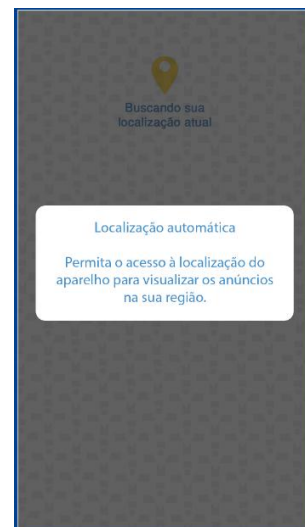 Buscando sua
localização atual
Localização automática
Permita o acesso à localização do
aparelho para visualizar os anúncios
na sua região.